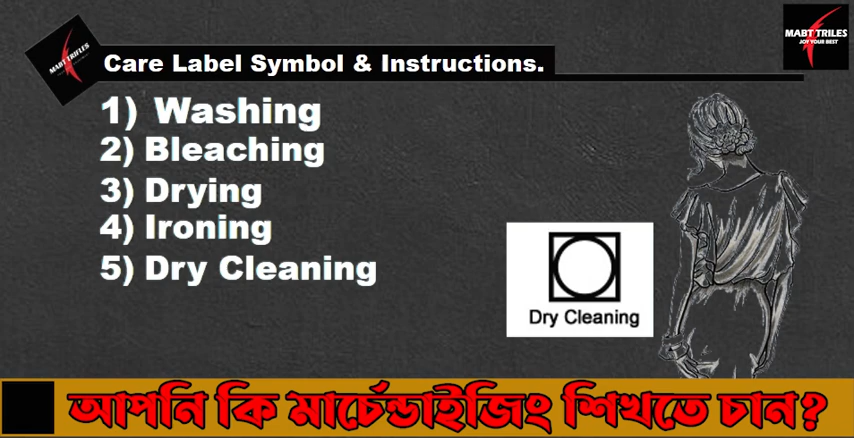 MABT TRIFLES
MABT TRILES
JOY YOUR BEST
Care Label Symbol & Instructions.
1) Washing
2) Bleaching
3) Drying
4) Ironing
5) Dry Cleaning
Dry Cleaning
আপনি কি মার্চেন্ডাইজিং শিখতে চান?